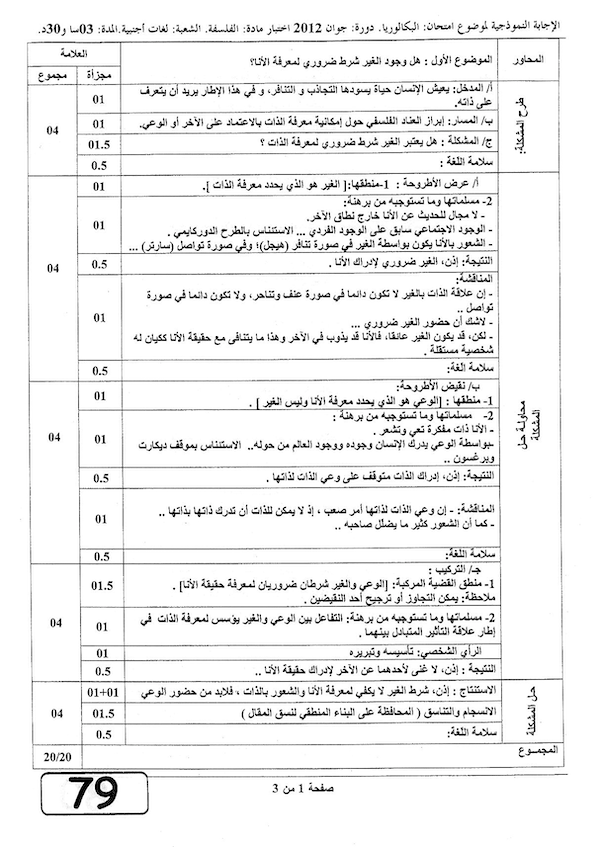 الإجابة النموذجية لموضوع امتحان: البكالوريا. دورة: جوان 2012 اختبار مادة: الفلسفة. الشعبة: لغات أجنبية.المدة: 03سا و30د.
المحاور
الموضوع الأول : هل وجود الغير شرط ضروري لمعرفة الأنا؟
العلامة
مجزأة
مجموع
طرح المشكلة:
أ/ المدخل: يعيش الإنسان حياة يسودها التجاذب و التنافر، و في هذا الإطار يريد أن يتعرف
على ذاته.
01
04
ب/ المسار: إبراز العناد الفلسفي حول إمكانية معرفة الذات بالاعتماد على الآخر أو الوعي.
01
ج/ المشكلة : هل يعتبر الغير شرط ضروري لمعرفة الذات ؟
01.5
سلامة اللغة :
0.5
محاولة حل
المشكلة
أ/ عرض الأطروحة : 1-منطقها:[ الغير هو الذي يحدد معرفة الذات ].
01
04
2- مسلماتها وما تستوجبه من برهنة:
- لا مجال للحديث عن الأنا خارج نطاق الآخر.
- الوجود الاجتماعي سابق على الوجود الفردي ... الاستئناس بالطرح الدوركايمي .
- الشعور بالأنا يكون بواسطة الغير في صورة تنافر (هيجل)؛ وفي صورة تواصل (سارتر) ...
01
النتيجة: إذن، الغير ضروري لإدراك الأنا .
0.5
المناقشة:
- إن علاقة الذات بالغير لا تكون دائما في صورة عنف وتناحر، ولا تكون دائما في صورة
تواصل ..
- لاشك أن حضور الغير ضروري ...
- لكن، قد يكون الغير عائقا، فالأنا قد يذوب في الآخر وهذا ما يتنافى مع حقيقة الأنا ككيان له
شخصية مستقلة .
01
سلامة الغة:
0.5
ب/ نقيض الأطروحة:
1- منطقها : [الوعي هو الذي يحدد معرفة الأنا وليس الغير ] .
01
04
2- مسلماتها وما تستوجبه من برهنة :
- الأنا ذات مفكرة تعي وتشعر .
-بواسطة الوعي يدرك الإنسان وجوده ووجود العالم من حوله.. الاستئناس بموقف ديكارت
وبرغسون ..
01
النتيجة: إذن، إدراك الذات متوقف على وعي الذات لذاتها .
0.5
المناقشة: - إن وعي الذات لذاتها أمر صعب ، إذ لا يمكن للذات أن تدرك ذاتها بذاتها ..
- كما أن الشعور كثير ما يضلل صاحبه ..
01
سلامة اللغة:
0.5
جـ/ التركيب :
1- منطق القضية المركبة: [الوعي والغير شرطان ضروريان لمعرفة حقيقة الأنا].
ملاحظة: يمكن التجاوز أو ترجيح أحد النقيضين .
01.5
04
2- مسلماتها وما تستوجبه من برهنة: التفاعل بين الوعي والغير يؤسس لمعرفة الذات في
إطار علاقة التأثير المتبادل بينهما .
01
الرأي الشخصي: تأسيسه وتبريره
01
النتيجة : إذن، لا غنى لأحدهما عن الآخر لإدراك حقيقة الأنا ..
0.5
حل المشكلة
الاستنتاج : إذن، شرط الغير لا يكفي لمعرفة الأنا والشعور بالذات ، فلابد من حضور الوعي
01+01
04
الانسجام والتناسق ( المحافظة على البناء المنطقي لنسق المقال )
01.5
سلامة اللغة:
0.5
المجمـوع
20/20
79
صفحة 1 من 3